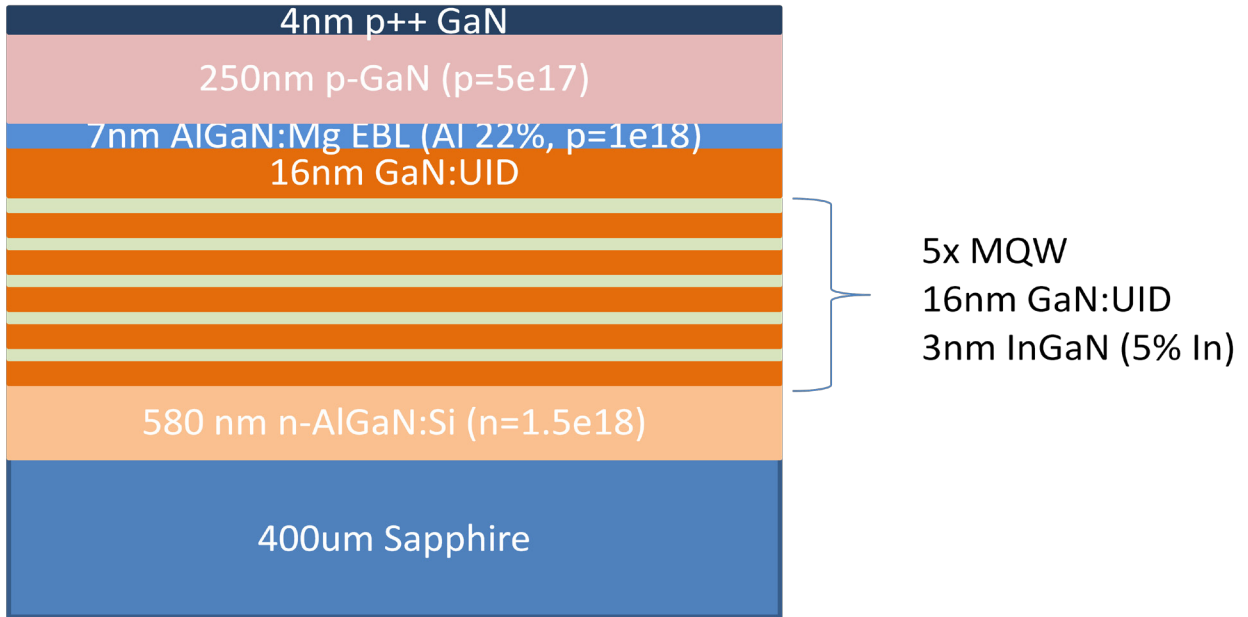 4nm p++ GaN
250nm p-GaN (p=5e17)
7nm AlGaN:Mg EBL (Al 22%, p=1e18)
16nm GaN:UID
5x MQW
16nm GaN:UID
3nm InGaN (5% In)
580 nm n-AlGaN:Si (n=1.5e18)
400um Sapphire